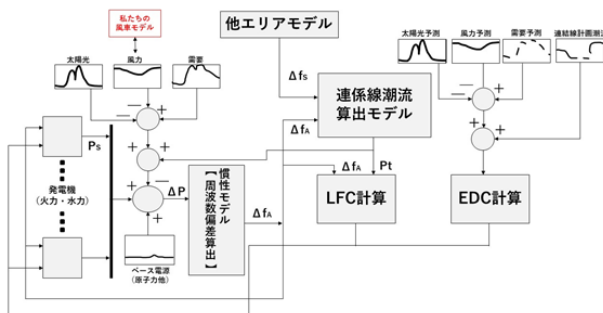 私たちの
風車モデル
他エリアモデル
太陽光
風力
需要
太陽光予測
風力予測
需要予測
連結線計画潮流
Δfs
ΔfA
連係線潮流
算出モデル
Ps
発電機
(火力・水力)
ΔP
慣性モデル
【周波数偏差算出】
ΔfA
ΔfA
Pt
LFC計算
EDC計算
ベース電源
(原子力他)